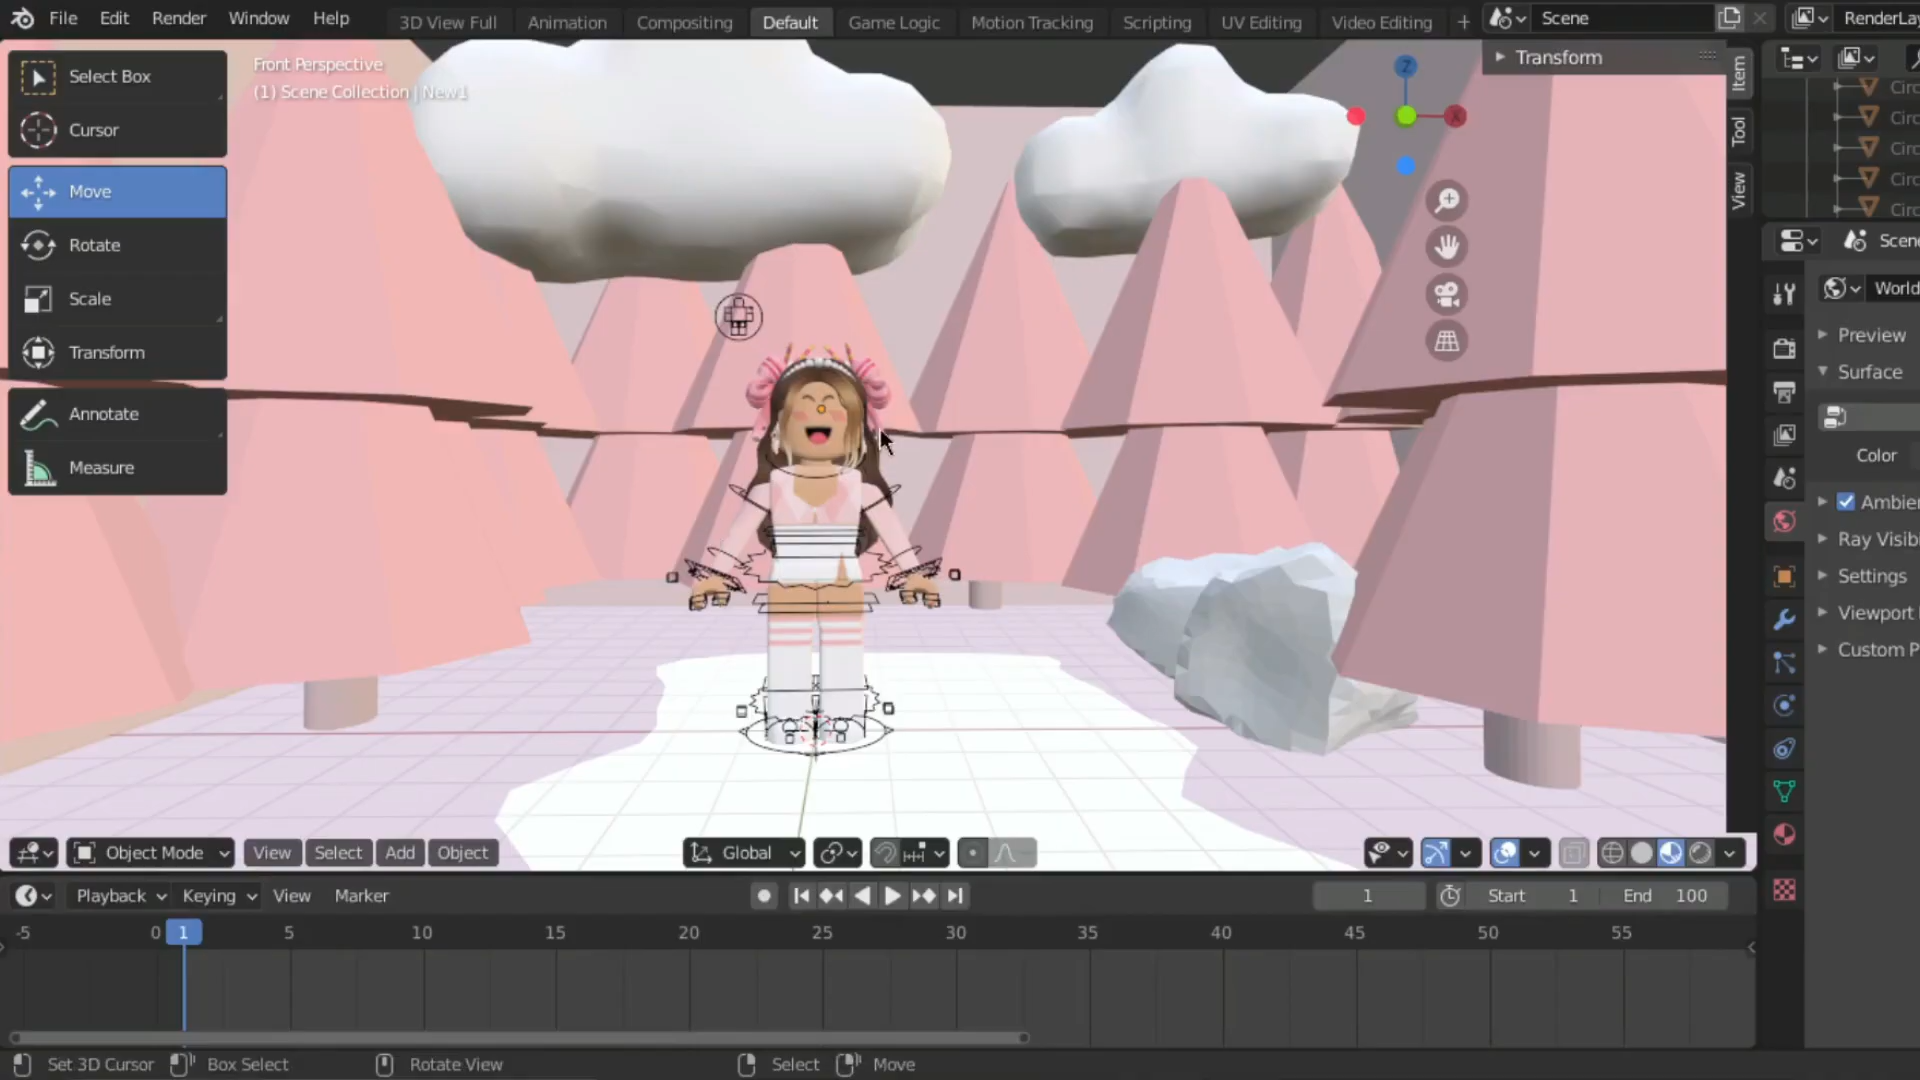 File Edit Render Window Help 3D View Full Animation Compositing Default Game Logic Motion Tracking Scripting UV Editing Video Editing + Scene RenderLay
Select Box
Cursor
Move
Rotate
Scale
Transform
Annotate
Measure
Front Perspective
(1) Scene Collection | New1
Transform
Item
Tool
View
Z
X
Circ
Circ
Circ
Circ
Circ
Scene
World
Preview
Surface
Color
Ambien
Ray Visibi
Settings
Viewport
Custom P
Object Mode View Select Add Object Global
Playback Keying View Marker 1 Start 1 End 100
-5 0 1 5 10 15 20 25 30 35 40 45 50 55
Set 3D Cursor Box Select Rotate View Select Move